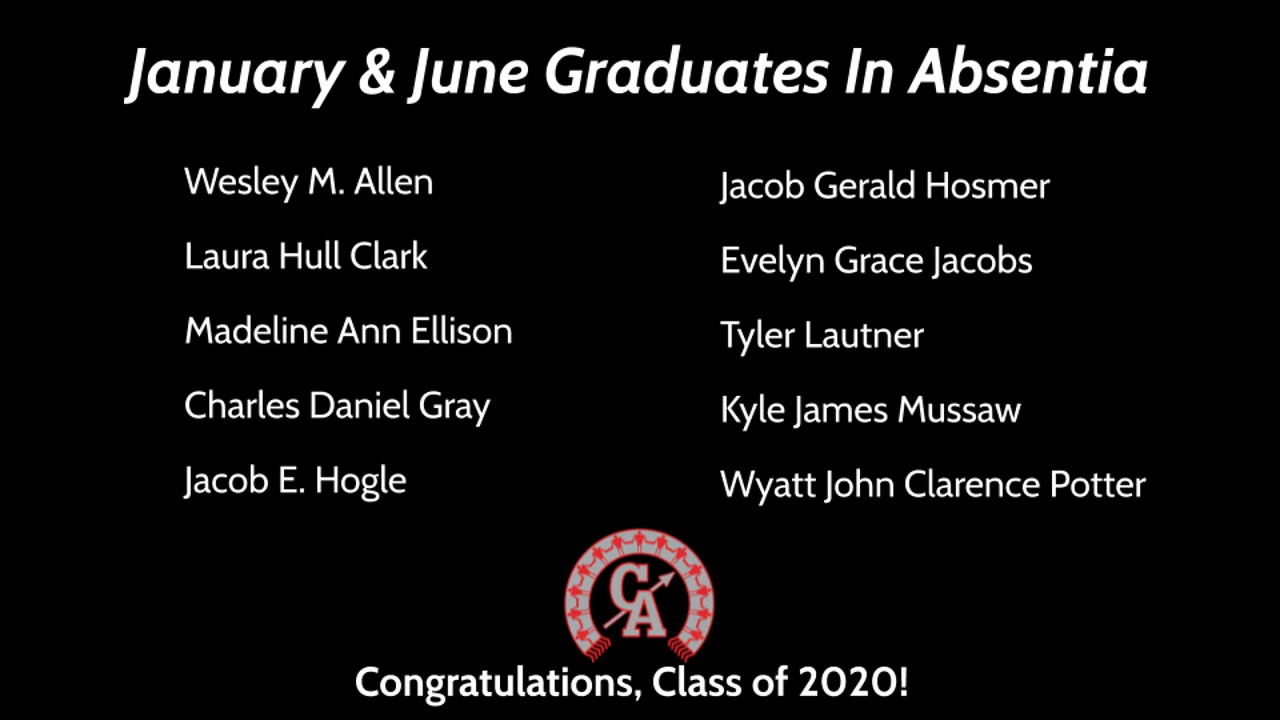 January & June Graduates In Absentia
Wesley M. Allen
Laura Hull Clark
Madeline Ann Ellison
Charles Daniel Gray
Jacob E. Hogle
Jacob Gerald Hosmer
Evelyn Grace Jacobs
Tyler Lautner
Kyle James Mussaw
Wyatt John Clarence Potter
CA
Congratulations, Class of 2020!